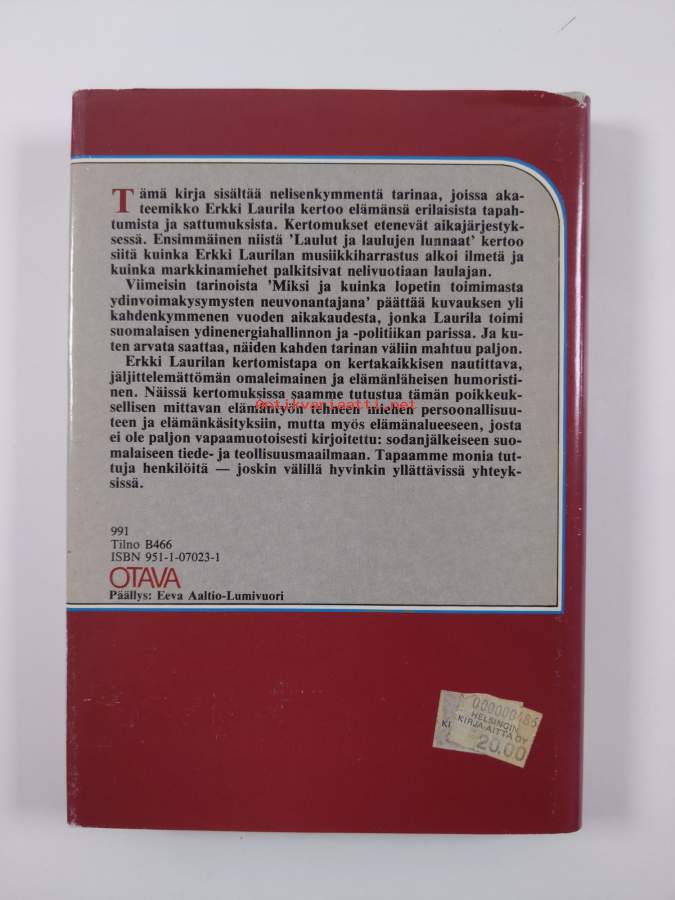 Tämä kirja sisältää nelisenkymmentä tarinaa, joissa aka-
teemikko Erkki Laurila kertoo elämänsä erilaisista tapah-
tumista ja sattumuksista. Kertomukset etenevät aikajärjestyk-
sessä. Ensimmäinen niistä 'Laulut ja laulujen lunnaat' kertoo
siitä kuinka Erkki Laurilan musiikkiharrastus alkoi ilmetä ja
kuinka markkinamiehet palkitsivat nelivuotiaan laulajan.
Viimeisin tarinoista 'Miksi ja kuinka lopetin toimimasta
ydinvoimakysymysten neuvonantajana' päättää kuvauksen yli
kahdenkymmenen vuoden aikakaudesta, jonka Laurila toimi
suomalaisen ydinenergiahallinnon ja -politiikan parissa. Ja ku-
ten arvata saattaa, näiden kahden tarinan väliin mahtuu paljon.
Erkki Laurilan kertomistapa on kertakaikkisen nautittava,
jäljittelemättömän omaleimainen ja elämänläheisen humoristi-
nen. Näissä kertomuksissa saamme tutustua tämän poikkeuk-
sellisen mittavan elämäntyön tehneen miehen persoonallisuu-
teen ja elämänkäsityksiin, mutta myös elämänalueeseen, josta
ei ole paljon vapaamuotoisesti kirjoitettu: sodanjälkeiseen suo-
malaiseen tiede- ja teollisuusmaailmaan. Tapaamme monia tut-
tuja henkilöitä — joskin välillä hyvinkin yllättävissä yhteyk-
sissä.
Antikvariaatti.net
991
Tilno B466
ISBN 951-1-07023-1
OTAVA
Päällys: Eeva Aaltio-Lumivuori
HELSINGIN
KIRJA-AITTA OY
20.00